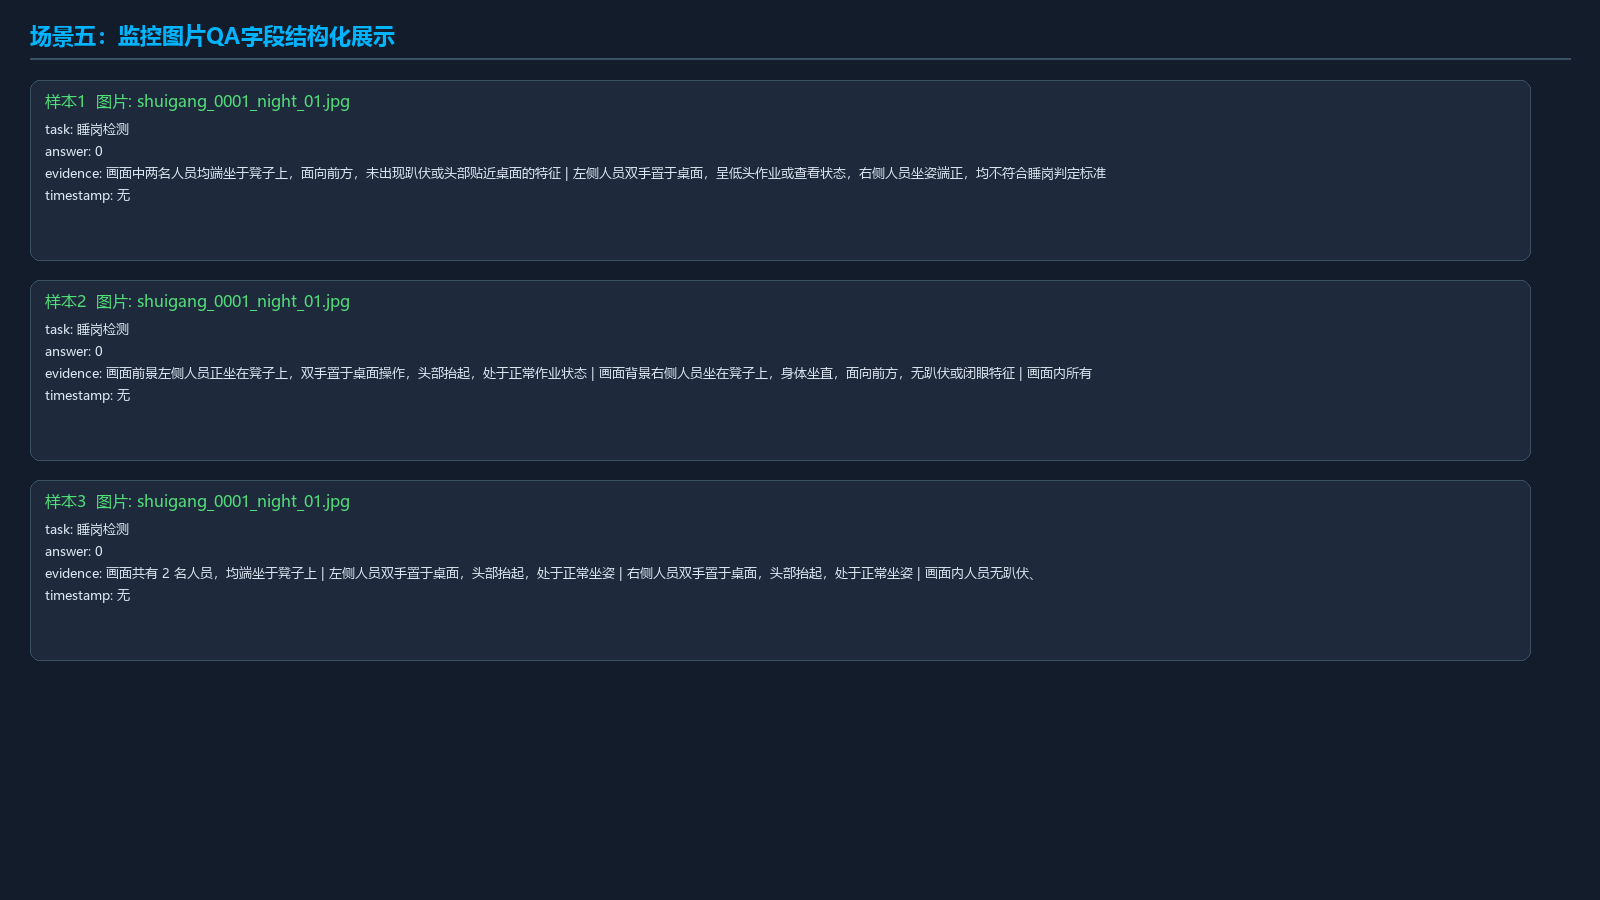 场景五：监控图片QA字段结构化展示
样本1  图片: shuigang_0001_night_01.jpg
task: 睡岗检测
answer: 0
evidence: 画面中两名人员均端坐于凳子上，面向前方，未出现趴伏或头部贴近桌面的特征 | 左侧人员双手置于桌面，呈低头作业或查看状态，右侧人员坐姿端正，均不符合睡岗判定标准
timestamp: 无
样本2  图片: shuigang_0001_night_01.jpg
task: 睡岗检测
answer: 0
evidence: 画面前景左侧人员正坐在凳子上，双手置于桌面操作，头部抬起，处于正常作业状态 | 画面背景右侧人员坐在凳子上，身体坐直，面向前方，无趴伏或闭眼特征 | 画面内所有
timestamp: 无
样本3  图片: shuigang_0001_night_01.jpg
task: 睡岗检测
answer: 0
evidence: 画面共有 2 名人员，均端坐于凳子上 | 左侧人员双手置于桌面，头部抬起，处于正常坐姿 | 右侧人员双手置于桌面，头部抬起，处于正常坐姿 | 画面内人员无趴伏、
timestamp: 无